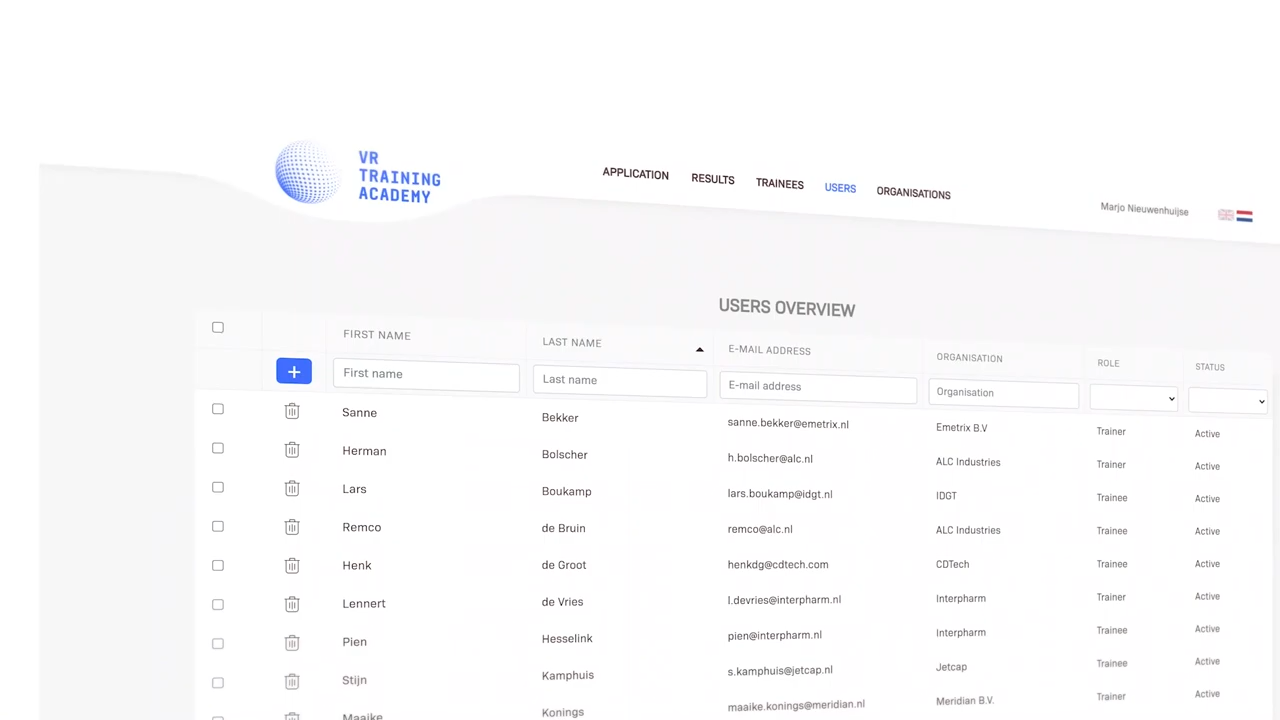 VR
TRAINING
ACADEMY
APPLICATION RESULTS TRAINEES USERS ORGANISATIONS
Marjo Nieuwenhuijse
USERS OVERVIEW
FIRST NAME LAST NAME E-MAIL ADDRESS ORGANISATION ROLE STATUS
+ First name Last name E-mail address Organisation
Sanne Bekker sanne.bekker@emetrix.nl Emetrix B.V Trainer Active
Herman Bolscher h.bolscher@alc.nl ALC Industries Trainer Active
Lars Boukamp lars.boukamp@idgt.nl IDGT Trainee Active
Remco de Bruin remco@alc.nl ALC Industries Trainee Active
Henk de Groot henkdg@cdtech.com CDTech Trainee Active
Lennert de Vries l.devries@interpharm.nl Interpharm Trainer Active
Pien Hesselink pien@interpharm.nl Interpharm Trainee Active
Stijn Kamphuis s.kamphuis@jetcap.nl Jetcap Trainee Active
Maaike Konings maaike.konings@meridian.nl Meridian B.V. Trainer Active